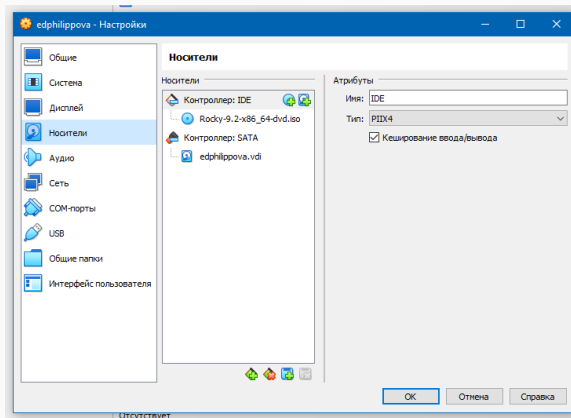 edphilippova - Настройки
Общие
Система
Дисплей
Носители
Аудио
Сеть
COM-порты
USB
Общие папки
Интерфейс пользователя
Носители
Носители
Контроллер: IDE
Rocky-9.2-x86_64-dvd.iso
Контроллер: SATA
edphilippova.vdi
Атрибуты
Имя: IDE
Тип: PIIX4
Кеширование ввода/вывода
OK Отмена Справка
Отсутствует